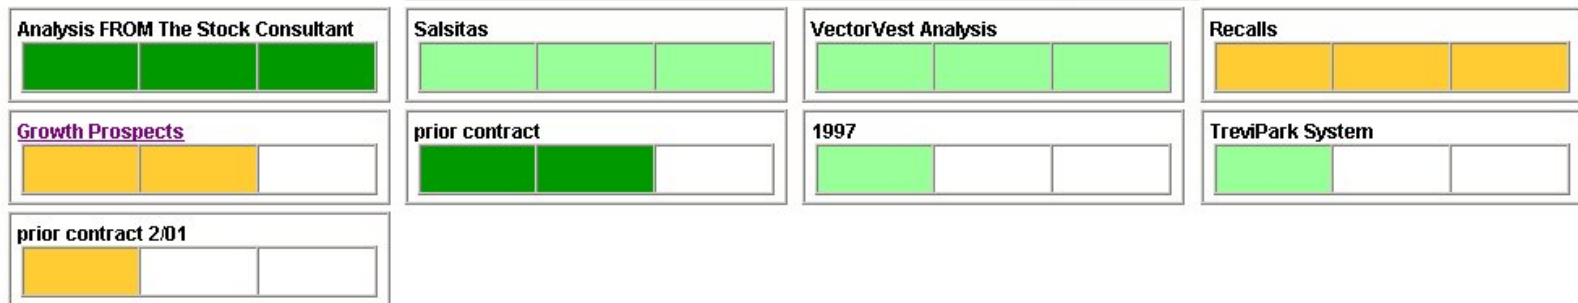 Analysis FROM The Stock Consultant
Salsitas
VectorVest Analysis
Recalls
Growth Prospects
prior contract
1997
TreviPark System
prior contract 2/01